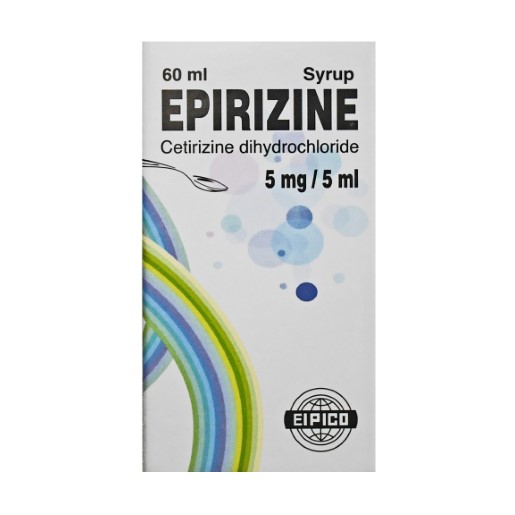 60 ml Syrup
EPIRIZINE
Cetirizine dihydrochloride
5 mg / 5 ml
EIPICO